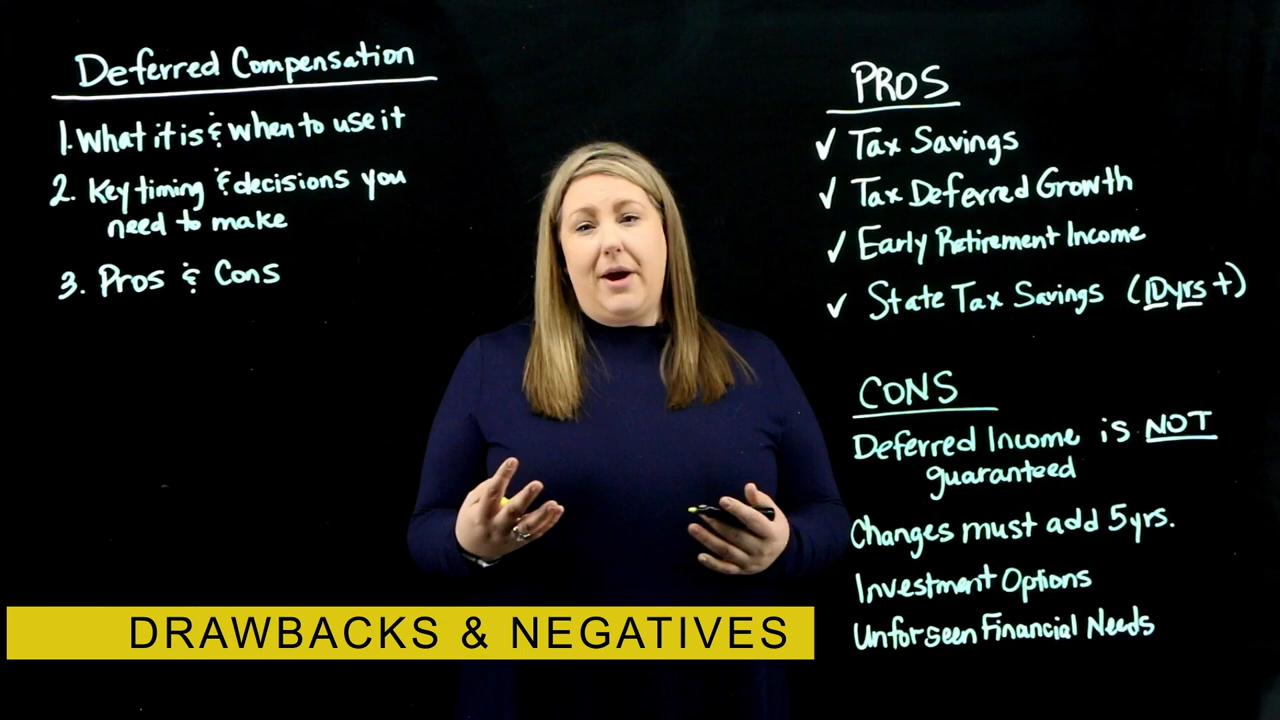 Deferred Compensation
1. What it is & when to use it
2. Key timing & decisions you
need to make
3. Pros & Cons
PROS
✓ Tax Savings
✓ Tax Deferred Growth
✓ Early Retirement Income
✓ State Tax Savings (10yrs+)
CONS
Deferred Income is NOT
guaranteed
Changes must add 5yrs.
Investment Options
Unforseen Financial Needs
DRAWBACKS & NEGATIVES